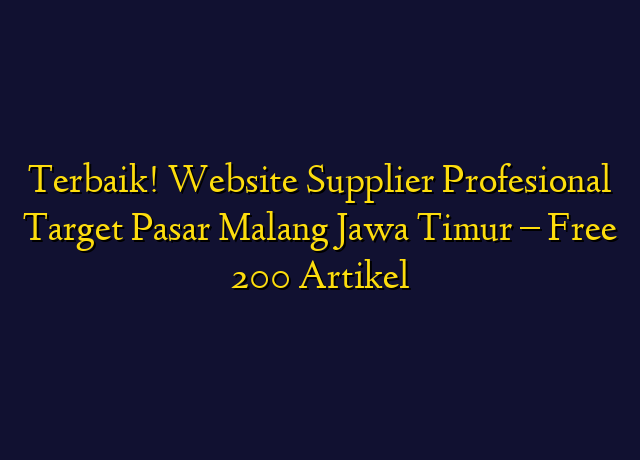 Terbaik! Website Supplier Profesional
Target Pasar Malang Jawa Timur – Free
200 Artikel